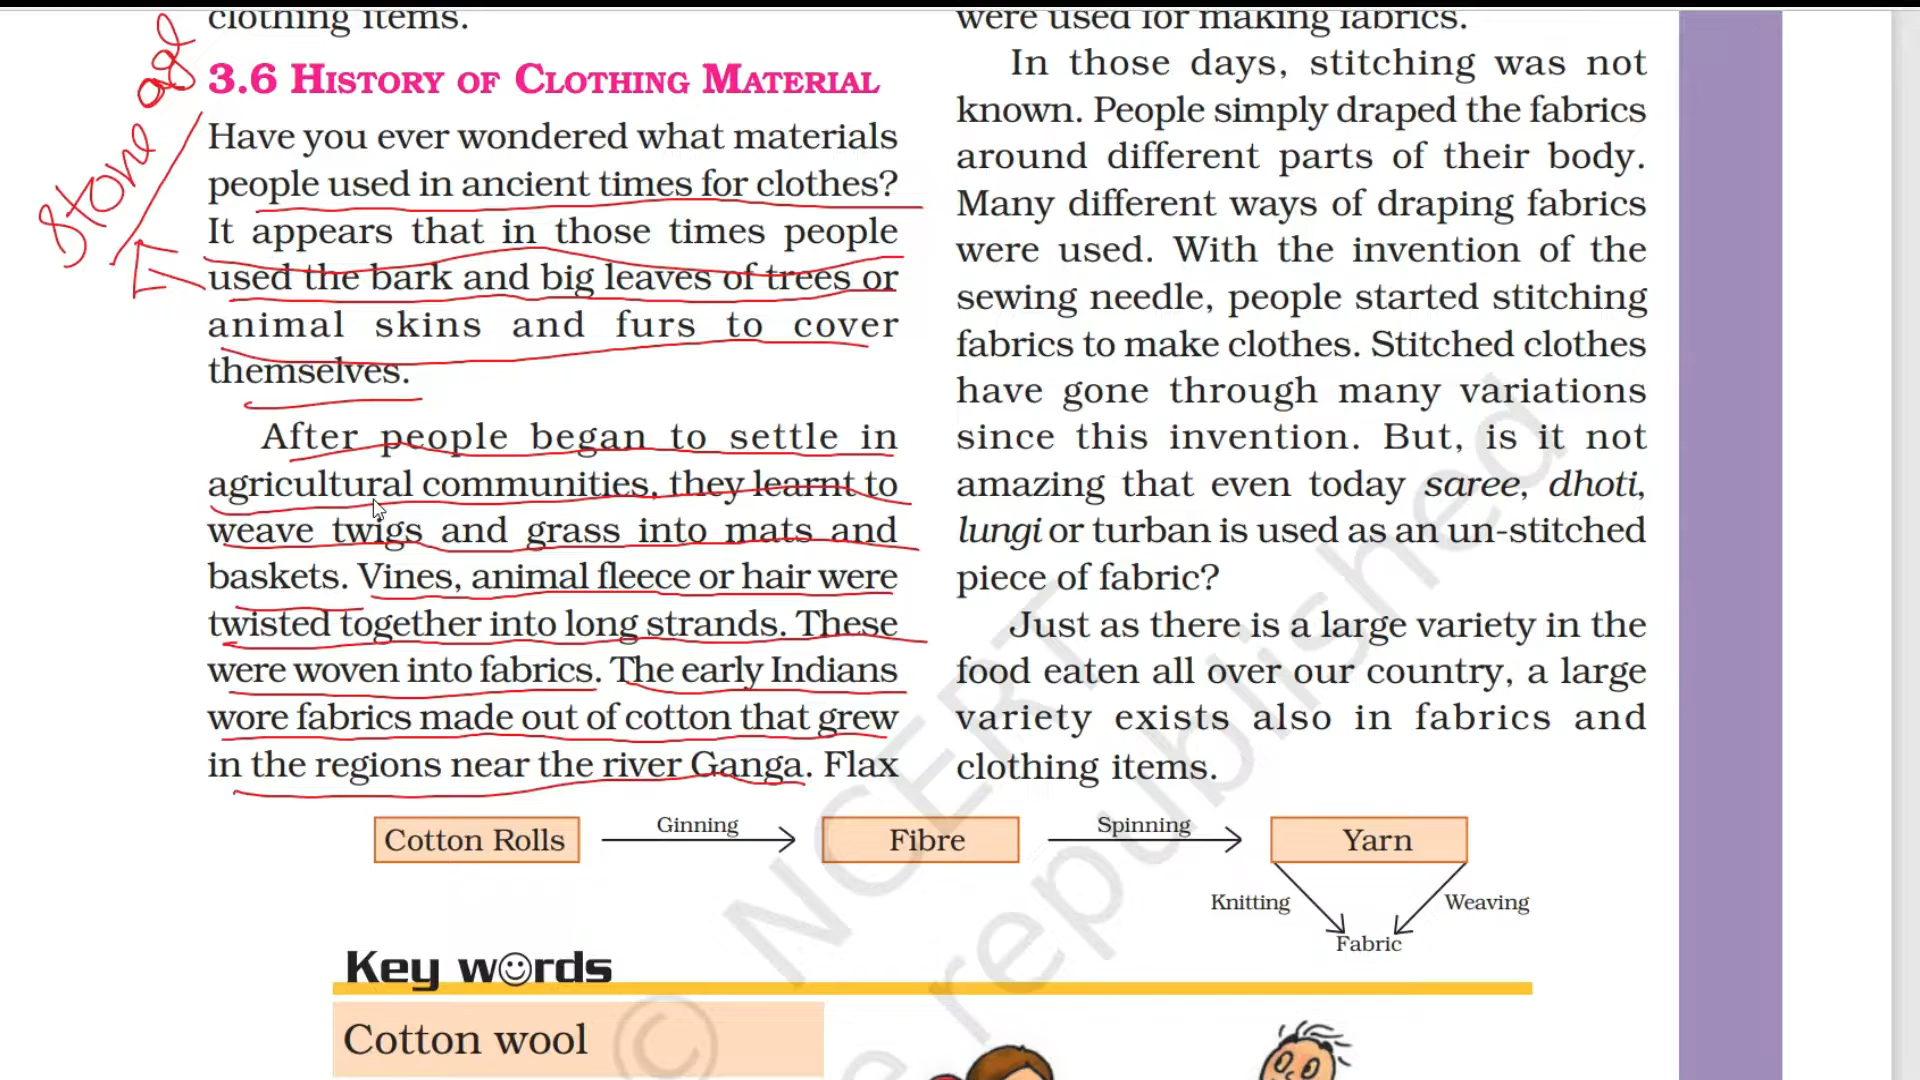 clothing items.
stone age
3.6 HISTORY OF CLOTHING MATERIAL
Have you ever wondered what materials
people used in ancient times for clothes?
It appears that in those times people
used the bark and big leaves of trees or
animal skins and furs to cover
themselves.
After people began to settle in
agricultural communities, they learnt to
weave twigs and grass into mats and
baskets. Vines, animal fleece or hair were
twisted together into long strands. These
were woven into fabrics. The early Indians
wore fabrics made out of cotton that grew
in the regions near the river Ganga. Flax
were used for making fabrics.
In those days, stitching was not
known. People simply draped the fabrics
around different parts of their body.
Many different ways of draping fabrics
were used. With the invention of the
sewing needle, people started stitching
fabrics to make clothes. Stitched clothes
have gone through many variations
since this invention. But, is it not
amazing that even today saree, dhoti,
lungi or turban is used as an un-stitched
piece of fabric?
Just as there is a large variety in the
food eaten all over our country, a large
variety exists also in fabrics and
clothing items.
Cotton Rolls
Ginning
Fibre
Spinning
Yarn
Knitting
Weaving
Fabric
Key words
Cotton wool
© NCERT
republished